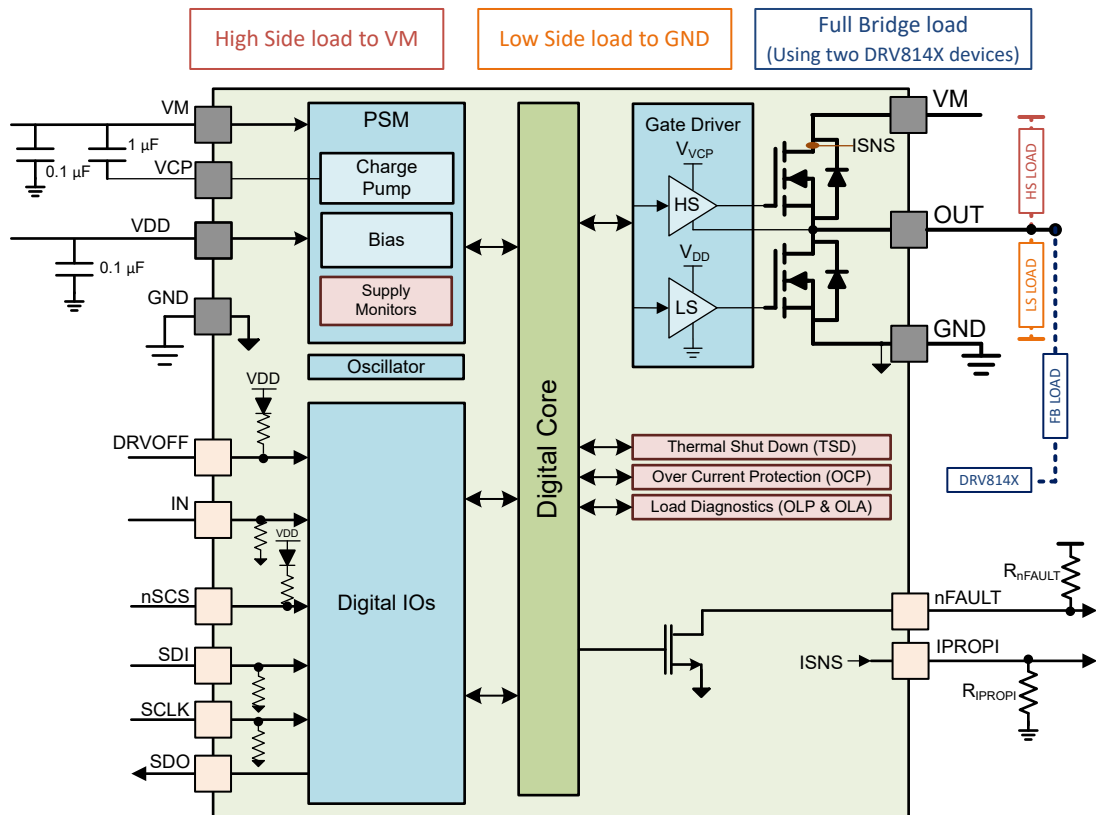 High Side load to VM
Low Side load to GND
Full Bridge load
(Using two DRV814X devices)
VM
1 µF
0.1 µF
VCP
VDD
0.1 µF
GND
PSM
Charge
Pump
Bias
Supply
Monitors
Oscillator
Digital Core
Gate Driver
VVCP
HS
VDD
LS
ISNS
VM
OUT
GND
HS LOAD
LS LOAD
FB LOAD
DRV814X
VDD
DRVOFF
IN
VDD
nSCS
SDI
SCLK
SDO
Digital IOs
Thermal Shut Down (TSD)
Over Current Protection (OCP)
Load Diagnostics (OLP & OLA)
RnFAULT
nFAULT
ISNS
IPROPI
RIPROPI